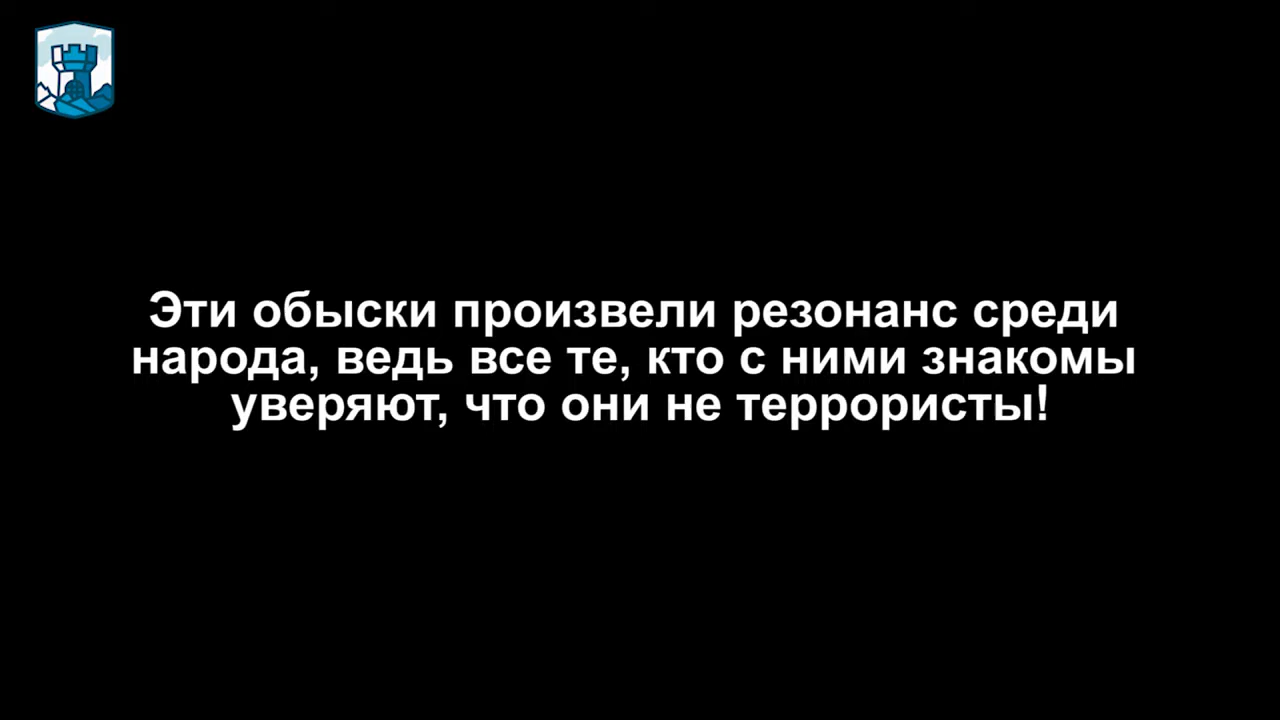 Эти обыски произвели резонанс среди
народа, ведь все те, кто с ними знакомы
уверяют, что они не террористы!